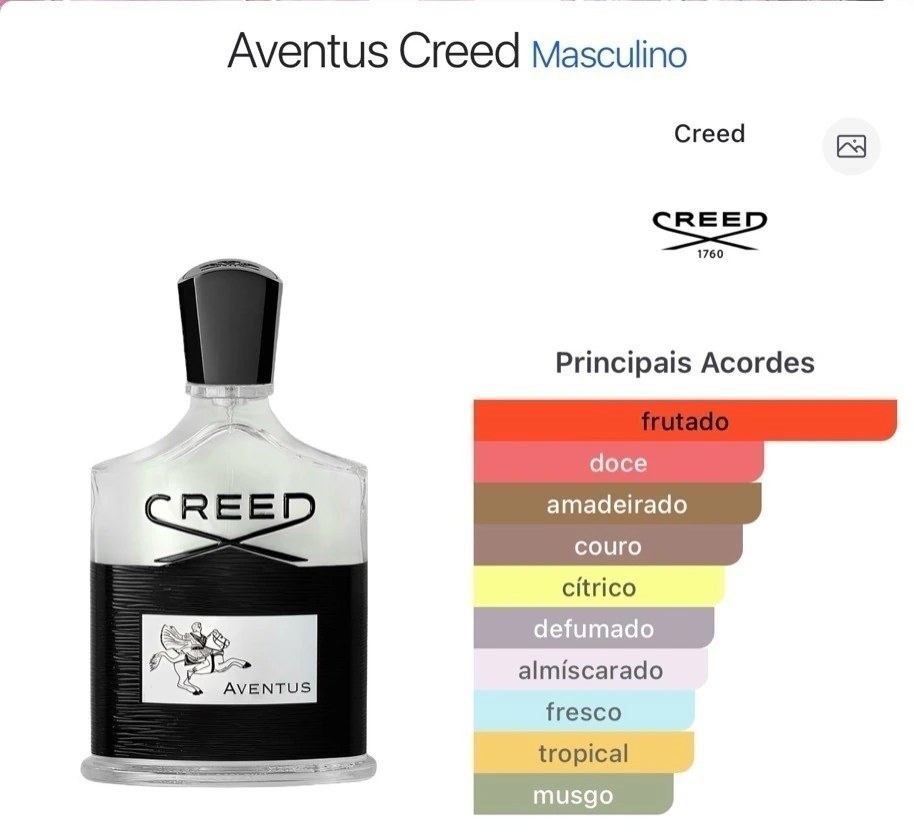 Aventus Creed Masculino
Creed
CREED
1760
Principais Acordes
frutado
doce
amadeirado
couro
cítrico
defumado
almíscarado
fresco
tropical
musgo
CREED
AVENTUS